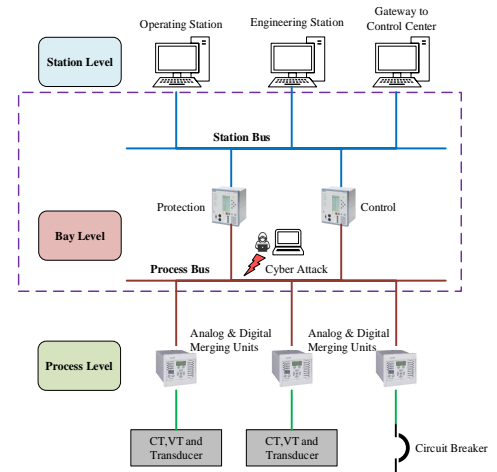 Gateway to
Control Center
Operating Station
Engineering Station
Station Level
Station Bus
Protection
Control
Bay Level
Process Bus
Cyber Attack
Analog & Digital
Merging Units
Analog & Digital
Merging Units
Process Level
CT,VT and
Transducer
CT,VT and
Transducer
Circuit Breaker